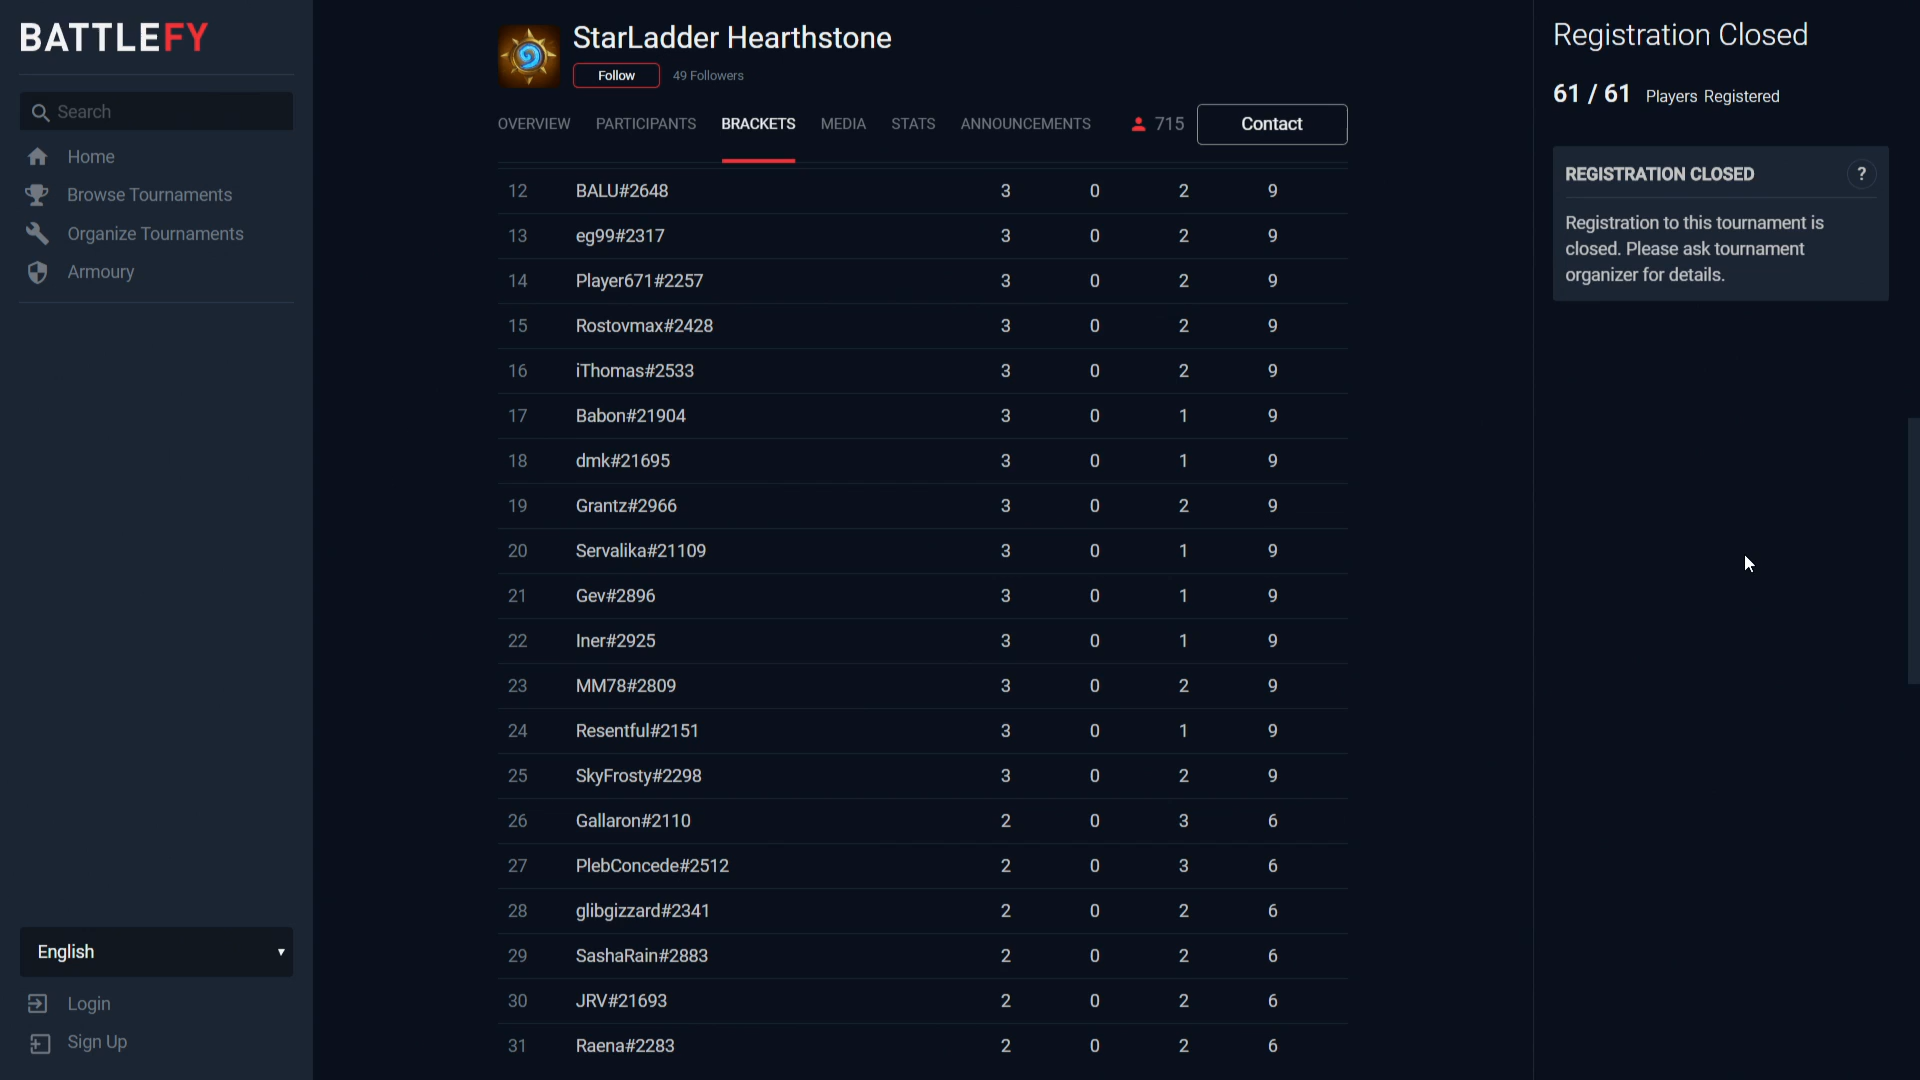 BATTLEFY
Search
Home
Browse Tournaments
Organize Tournaments
Armoury
English
Login
Sign Up
StarLadder Hearthstone
Follow 49 Followers
OVERVIEW PARTICIPANTS BRACKETS MEDIA STATS ANNOUNCEMENTS 715 Contact
12 BALU#2648 3 0 2 9
13 eg99#2317 3 0 2 9
14 Player671#2257 3 0 2 9
15 Rostovmax#2428 3 0 2 9
16 iThomas#2533 3 0 2 9
17 Babon#21904 3 0 1 9
18 dmk#21695 3 0 1 9
19 Grantz#2966 3 0 2 9
20 Servalika#21109 3 0 1 9
21 Gev#2896 3 0 1 9
22 Iner#2925 3 0 1 9
23 MM78#2809 3 0 2 9
24 Resentful#2151 3 0 1 9
25 SkyFrosty#2298 3 0 2 9
26 Gallaron#2110 2 0 3 6
27 PlebConcede#2512 2 0 3 6
28 glibgizzard#2341 2 0 2 6
29 SashaRain#2883 2 0 2 6
30 JRV#21693 2 0 2 6
31 Raena#2283 2 0 2 6
Registration Closed
61 / 61 Players Registered
REGISTRATION CLOSED ?
Registration to this tournament is
closed. Please ask tournament
organizer for details.